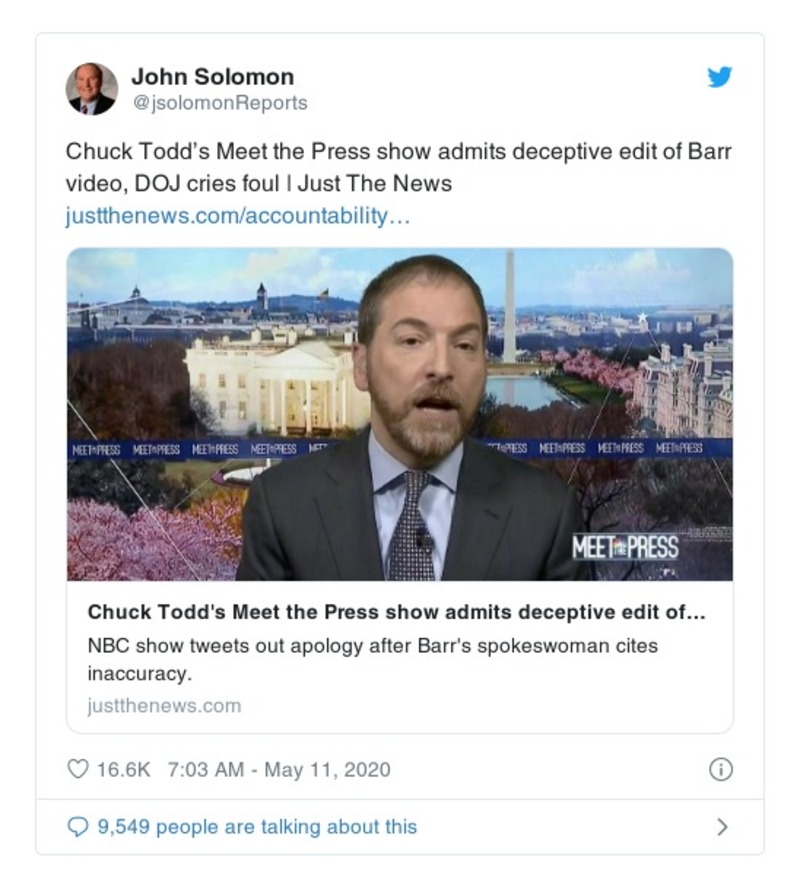 John Solomon
@jsolomonReports
Chuck Todd's Meet the Press show admits deceptive edit of Barr
video, DOJ cries foul | Just The News
justthenews.com/accountability…
MEET THE PRESS MEET THE PRESS MEET THE PRESS MEET THE PRESS MEET THE PRESS MEET THE PRESS MEET THE PRESS
MEET THE PRESS
Chuck Todd's Meet the Press show admits deceptive edit of...
NBC show tweets out apology after Barr's spokeswoman cites
inaccuracy.
justthenews.com
16.6K 7:03 AM - May 11, 2020
9,549 people are talking about this